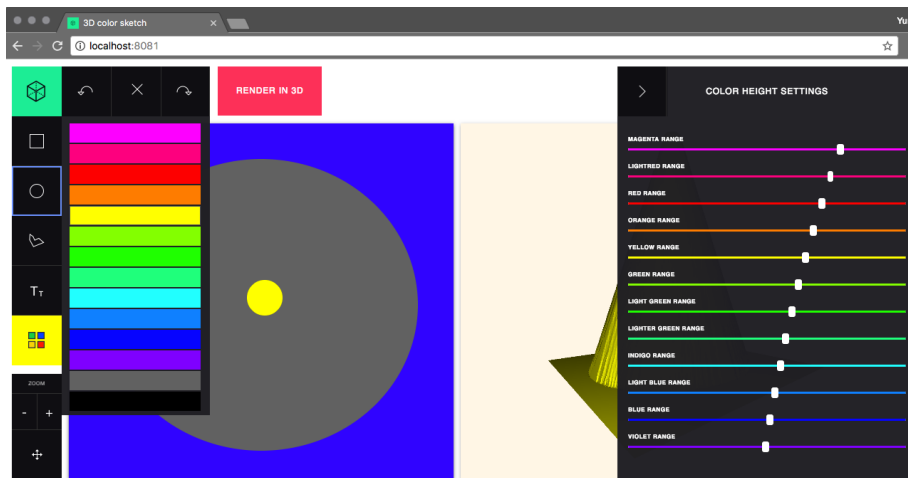 3D color sketch
Yu
localhost:8081
RENDER IN 3D
COLOR HEIGHT SETTINGS
MAGENTA RANGE
LIGHTRED RANGE
RED RANGE
ORANGE RANGE
YELLOW RANGE
GREEN RANGE
LIGHT GREEN RANGE
LIGHTER GREEN RANGE
INDIGO RANGE
LIGHT BLUE RANGE
BLUE RANGE
VIOLET RANGE
TT
ZOOM
- +